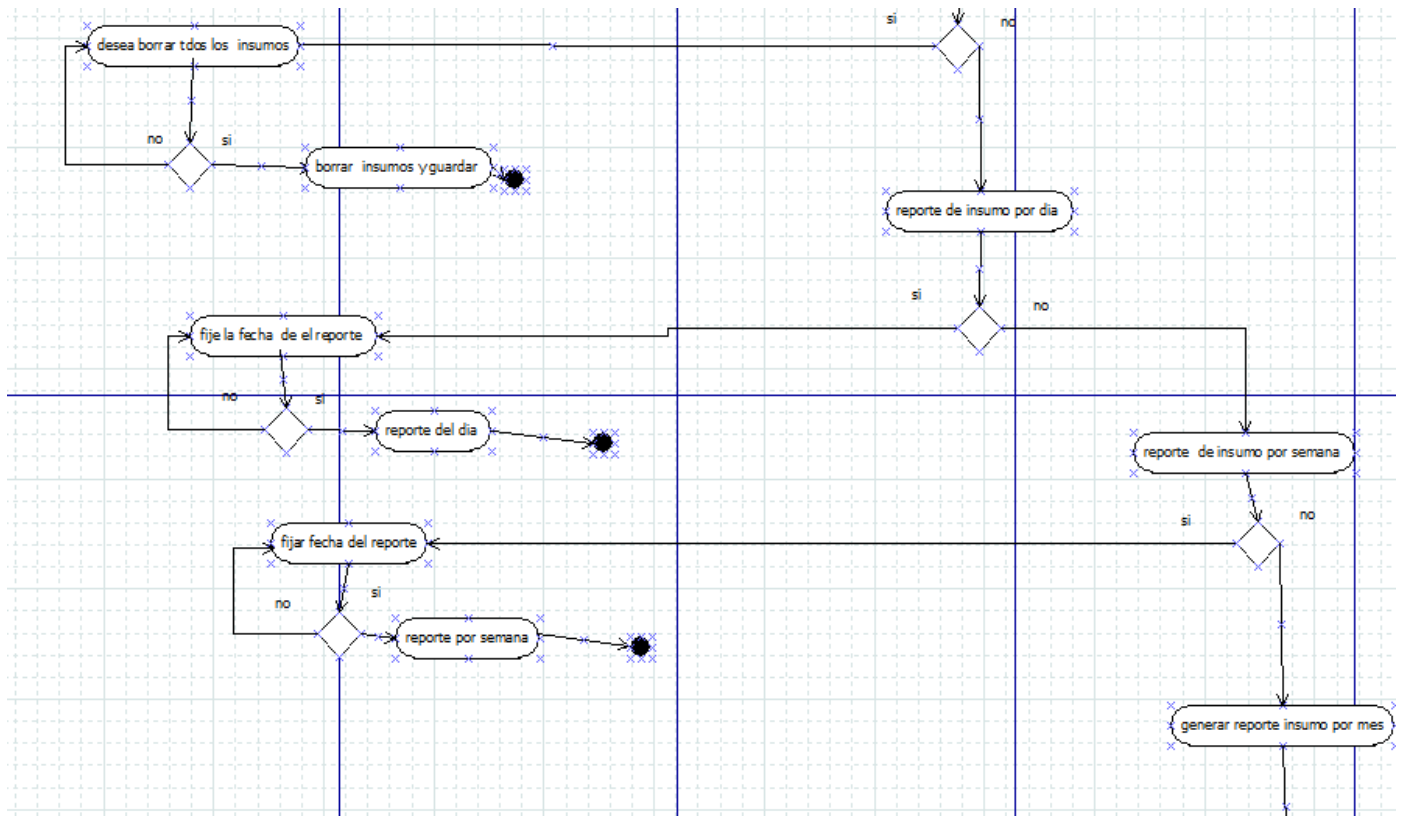 si
no
desea borrar tdos los insumos
no
si
borrar insumos y guardar
reporte de insumo por dia
si
no
fije la fecha de el reporte
no
si
reporte del dia
reporte de insumo por semana
si
no
fijar fecha del reporte
no
si
reporte por semana
generar reporte insumo por mes